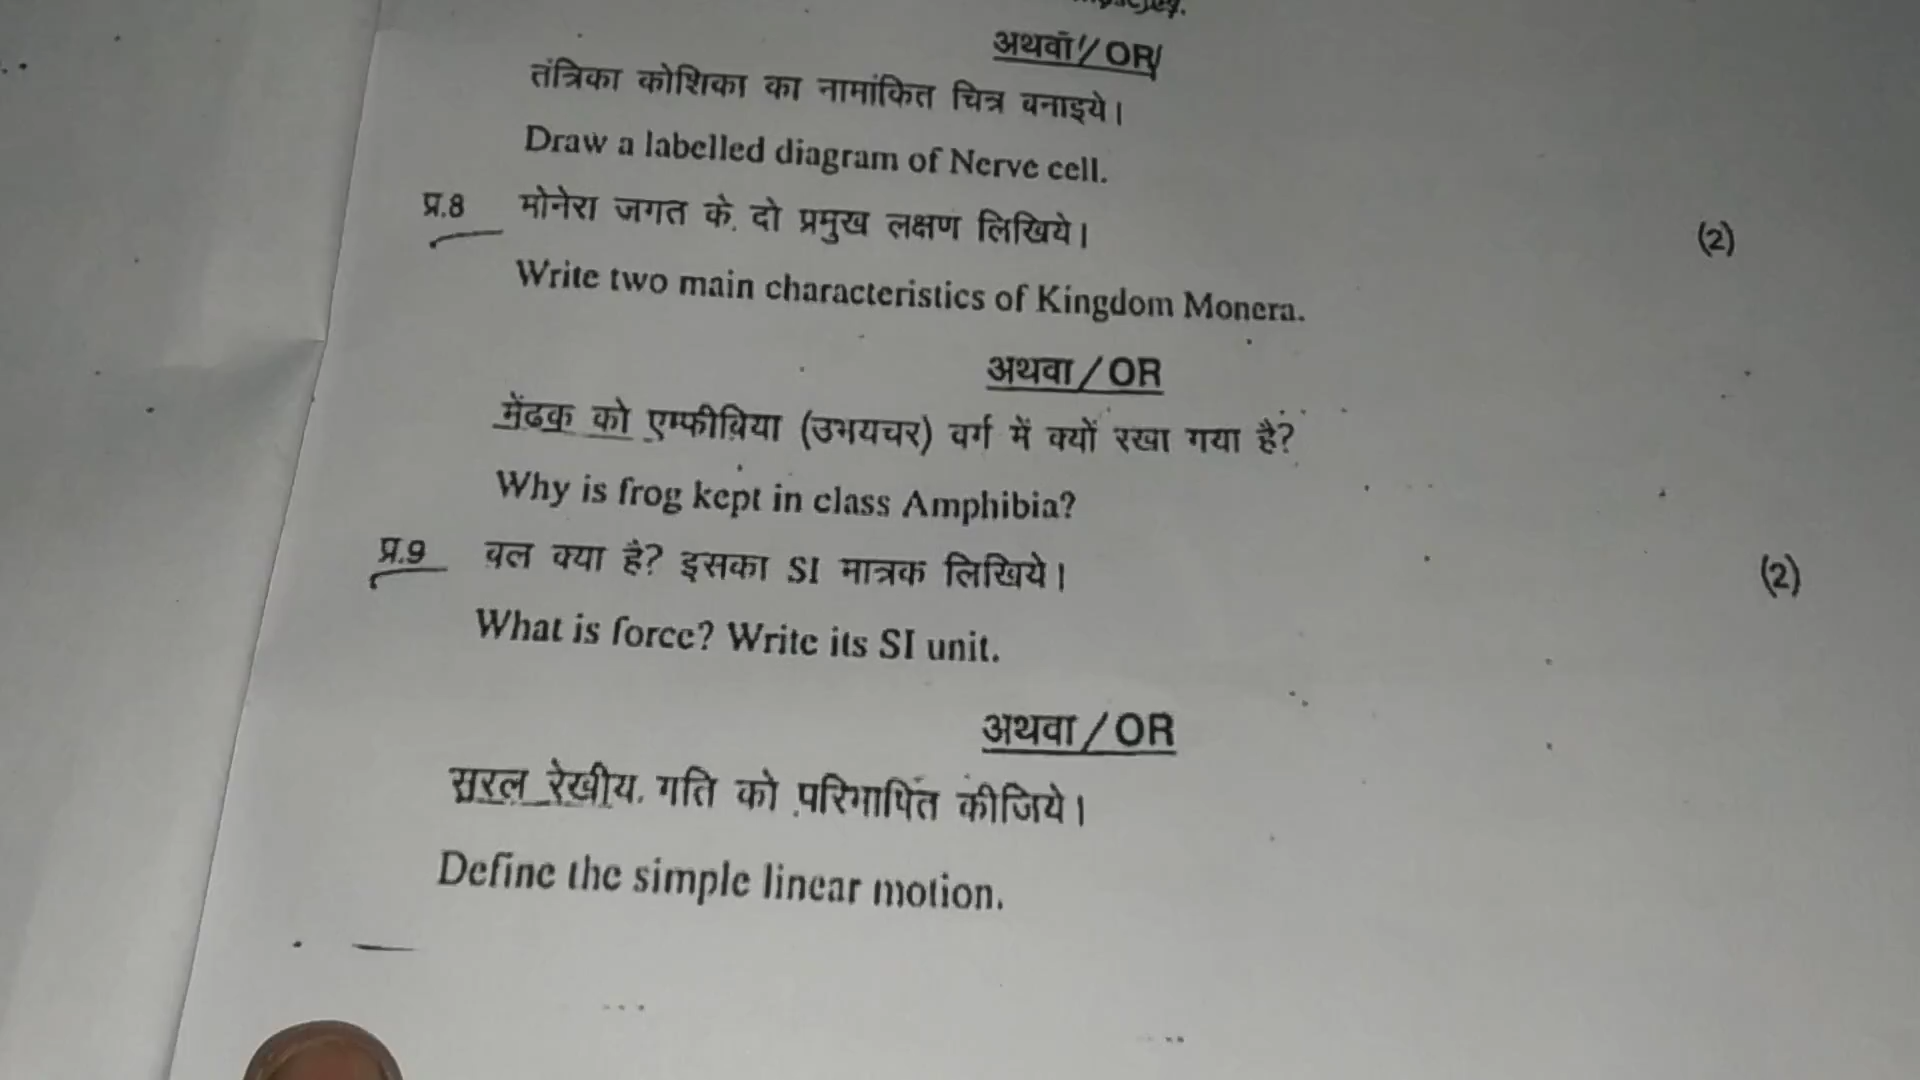 अथवा / OR
तंत्रिका कोशिका का नामांकित चित्र बनाइये।
Draw a labelled diagram of Nerve cell.
प्र.8 मोनेरा जगत के दो प्रमुख लक्षण लिखिये। (2)
Write two main characteristics of Kingdom Monera.
अथवा / OR
मेंढक को एम्फीबिया (उभयचर) वर्ग में क्यों रखा गया है?
Why is frog kept in class Amphibia?
प्र.9 बल क्या है? इसका SI मात्रक लिखिये। (2)
What is force? Write its SI unit.
अथवा / OR
सरल रेखीय गति को परिभाषित कीजिये।
Define the simple linear motion.